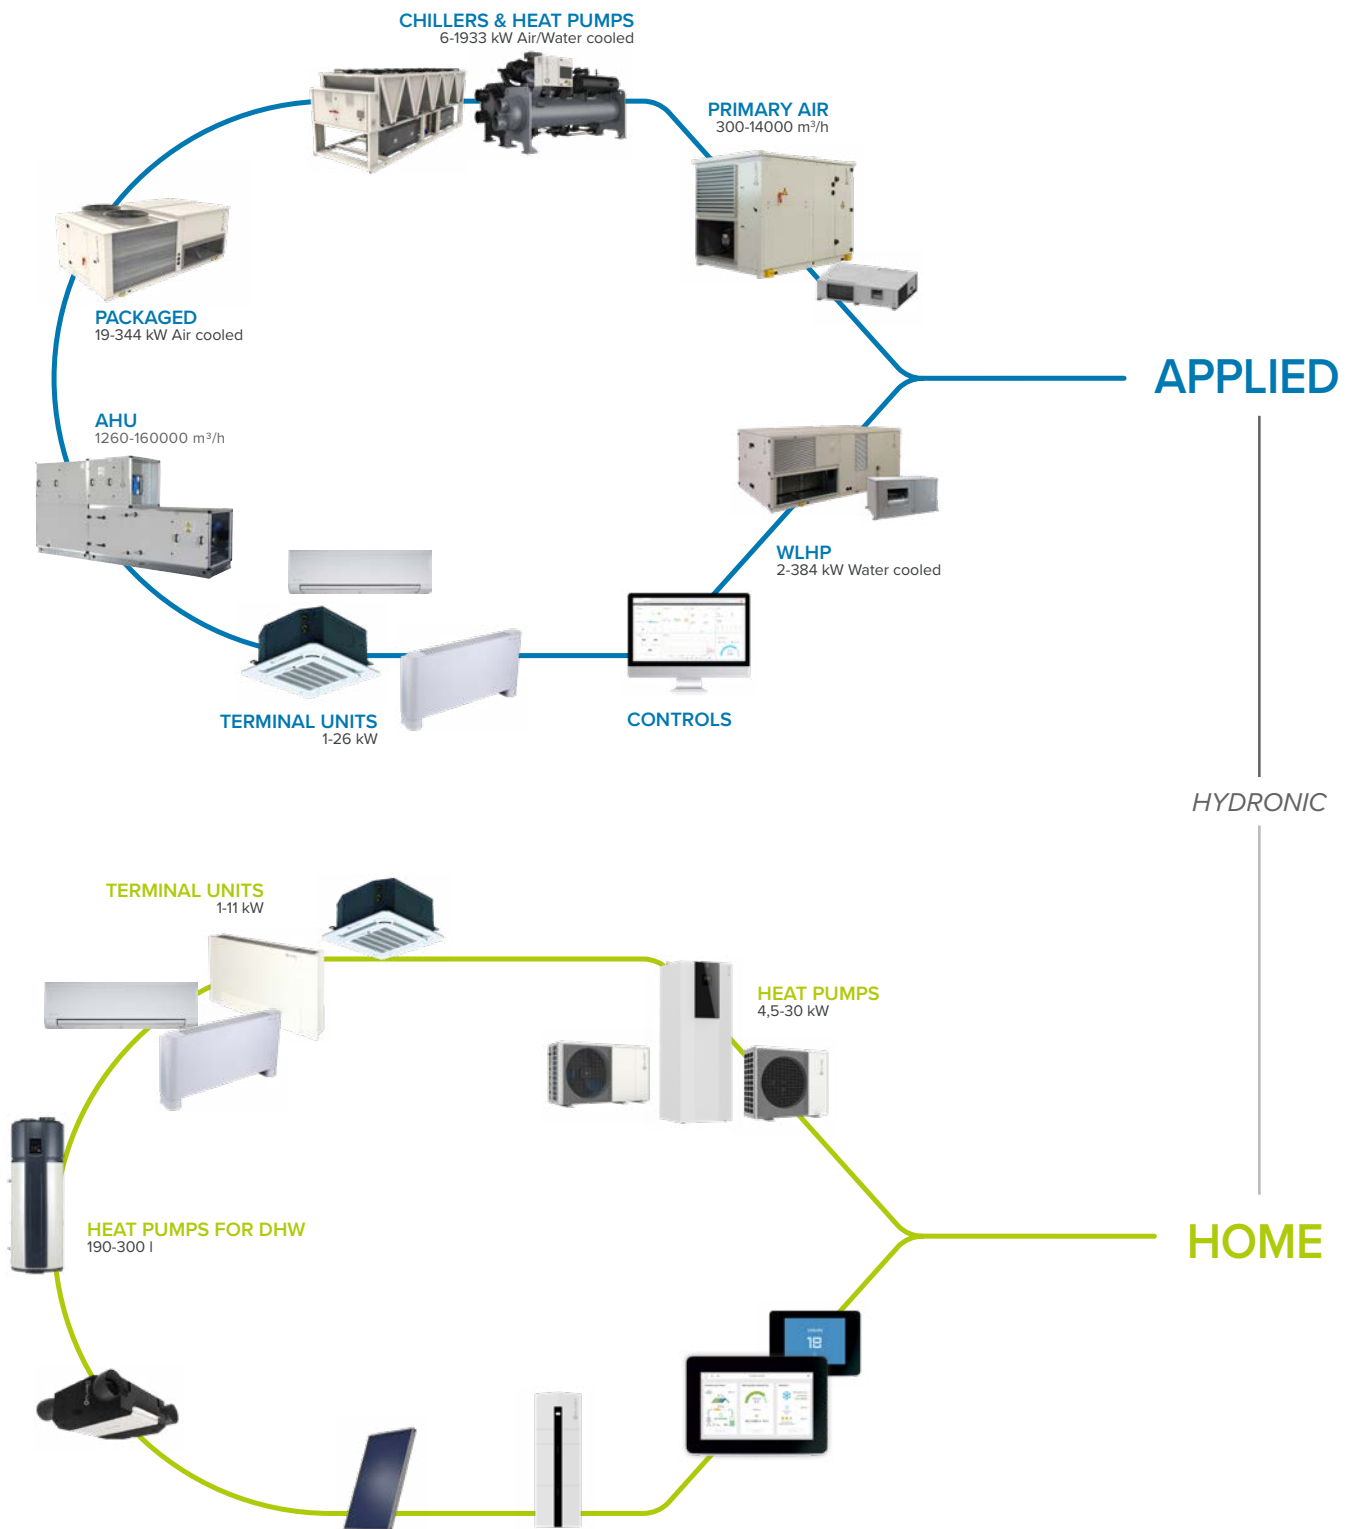 CHILLERS & HEAT PUMPS
6-1933 kW Air/Water cooled
PRIMARY AIR
300-14000 m³/h
PACKAGED
19-344 kW Air cooled
APPLIED
AHU
1260-160000 m³/h
WLHP
2-384 kW Water cooled
TERMINAL UNITS
1-26 kW
CONTROLS
HYDRONIC
TERMINAL UNITS
1-11 kW
HEAT PUMPS
4,5-30 kW
HEAT PUMPS FOR DHW
190-300 l
HOME
18